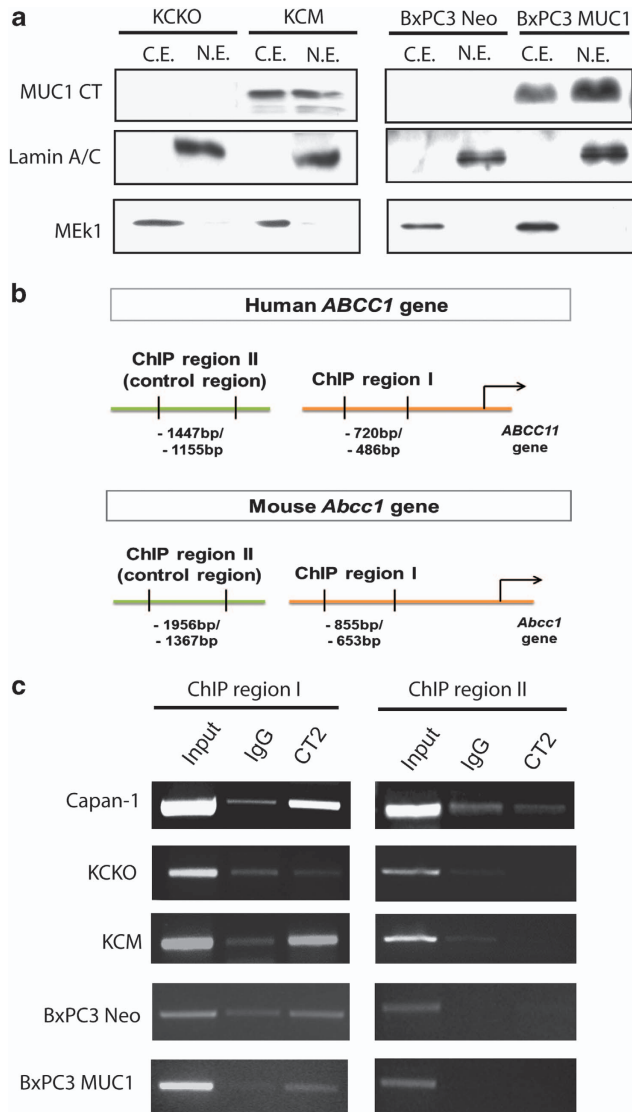 a
KCKO KCM BxPC3 Neo BxPC3 MUC1
C.E. N.E. C.E. N.E. C.E. N.E. C.E. N.E.
MUC1 CT
Lamin A/C
MEk1
b
Human ABCC1 gene
ChIP region II
(control region)
ChIP region I
- 1447bp/
- 1155bp
- 720bp/
- 486bp
ABCC11
gene
Mouse Abcc1 gene
ChIP region II
(control region)
ChIP region I
- 1956bp/
- 1367bp
- 855bp/
- 653bp
Abcc1
gene
c
ChIP region I ChIP region II
Input IgG CT2 Input IgG CT2
Capan-1
KCKO
KCM
BxPC3 Neo
BxPC3 MUC1